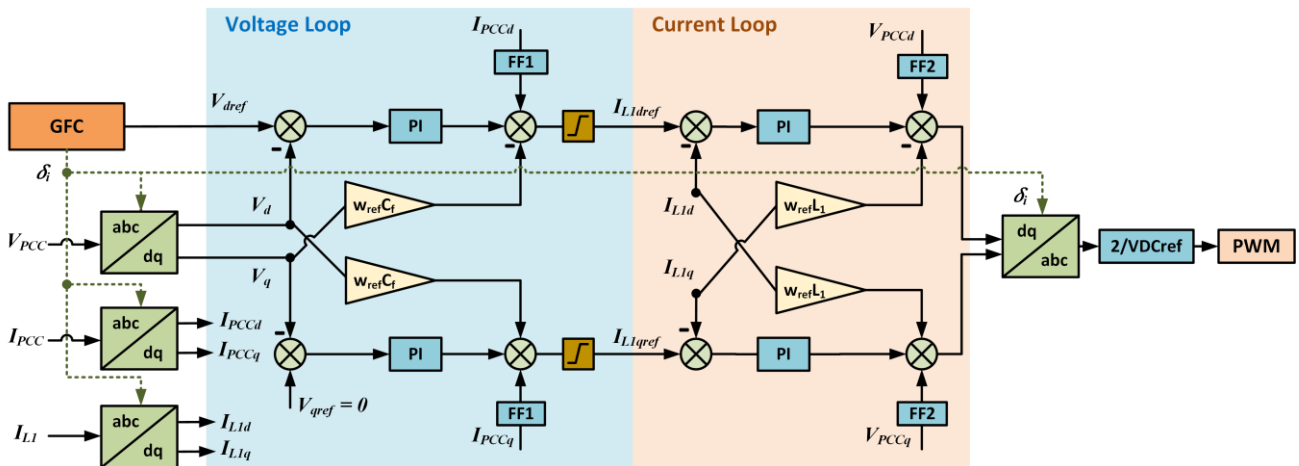 Voltage Loop
Current Loop
I_PCCd
V_PCCd
FF1
FF2
GFC
V_dref
PI
I_L1dref
PI
-
-
-
-
δ_i
δ_i
V_d
w_refC_f
I_L1d
w_refL_1
abc
dq
V_PCC
dq
abc
2/VDCref
PWM
V_q
w_refC_f
I_L1q
w_refL_1
abc
dq
I_PCC
I_PCCd
I_PCCq
-
-
PI
I_L1qref
PI
V_qref = 0
FF1
FF2
I_L1
abc
dq
I_L1d
I_L1q
I_PCCq
V_PCCq